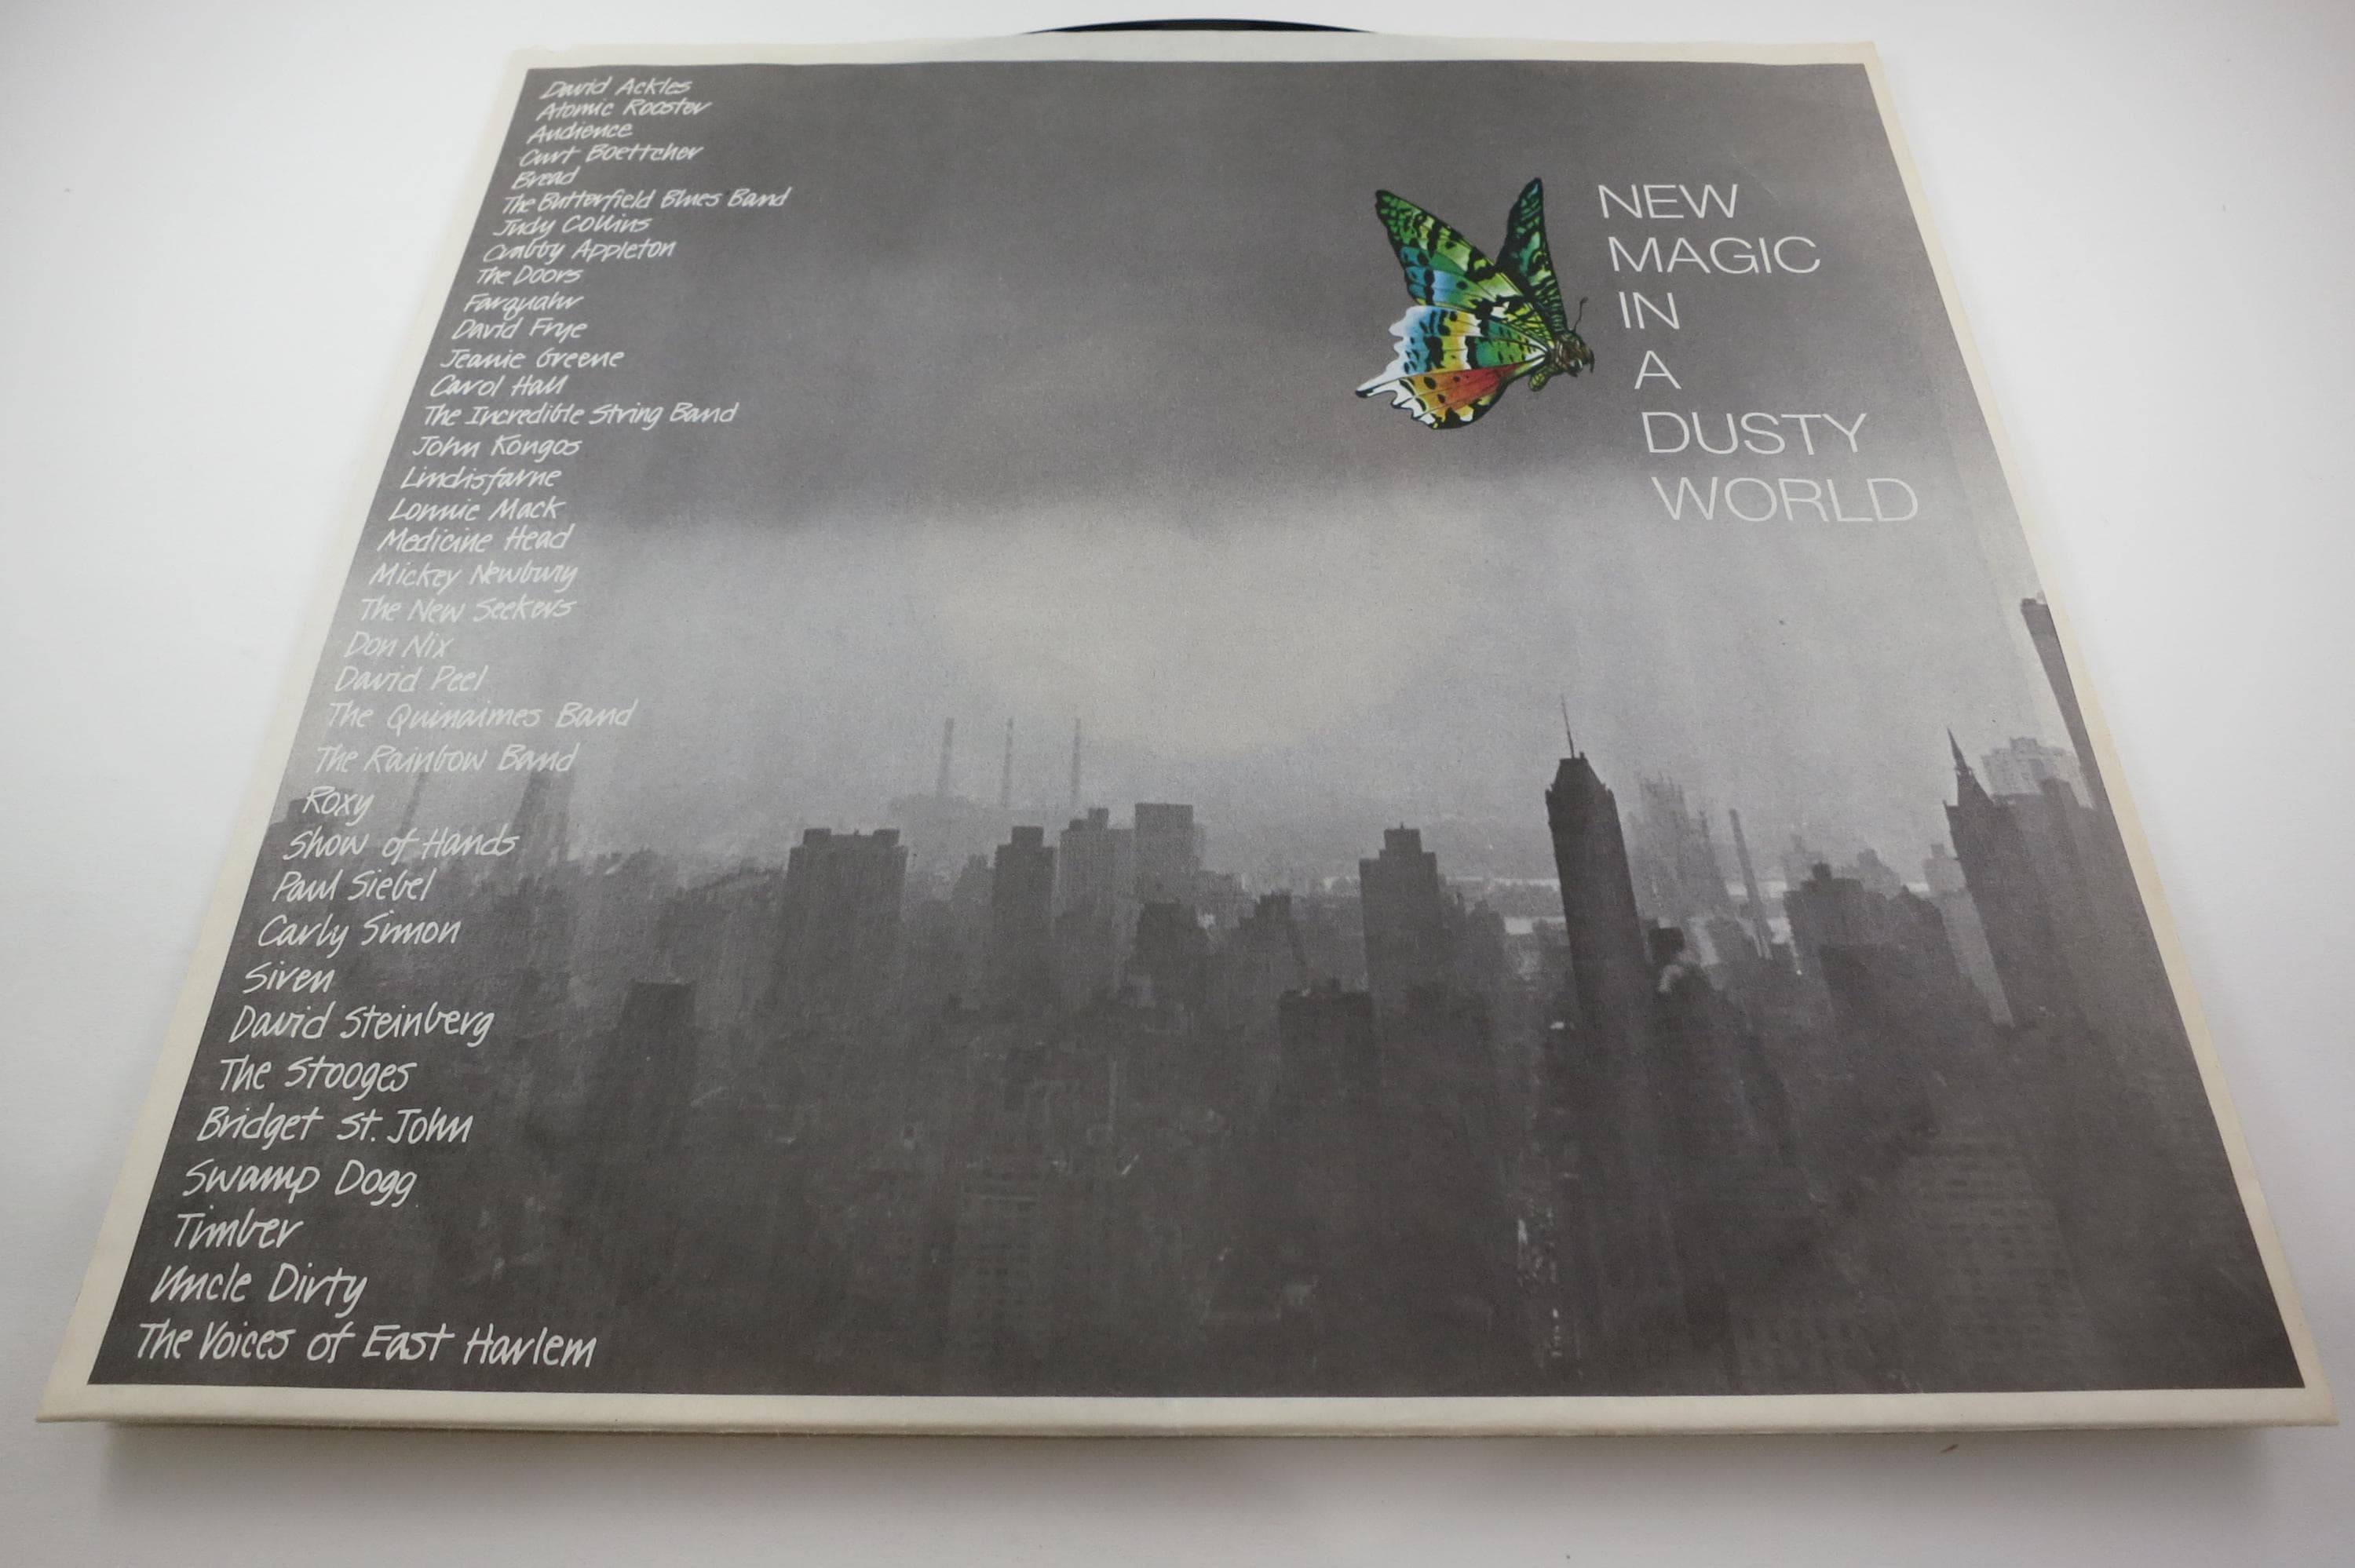 David Ackles
Atomic Rooster
Audience
Curt Boettcher
Bread
The Butterfield Blues Band
Judy Collins
Crabby Appleton
The Doors
Farquahr
David Frye
Jeanie Greene
Carol Hall
The Incredible String Band
John Kongos
Lindisfarne
Lonnie Mack
Medicine Head
Mickey Newbury
The New Seekers
Don Nix
David Peel
The Quinaimes Band
The Rainbow Band
Roxy
Show of Hands
Paul Siebel
Carly Simon
Siren
David Steinberg
The Stooges
Bridget St. John
Swamp Dogg
Timber
Uncle Dirty
The Voices of East Harlem
NEW
MAGIC
IN
A
DUSTY
WORLD